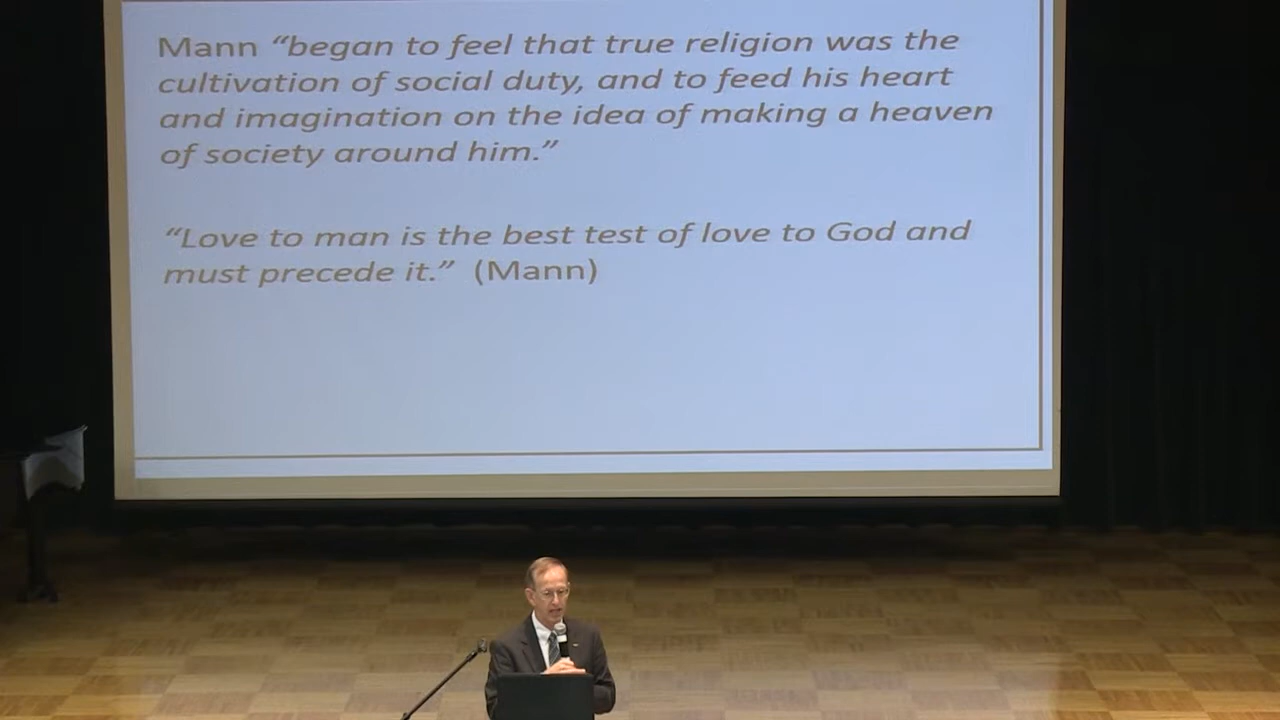 Mann “began to feel that true religion was the
cultivation of social duty, and to feed his heart
and imagination on the idea of making a heaven
of society around him.”
“Love to man is the best test of love to God and
must precede it.” (Mann)